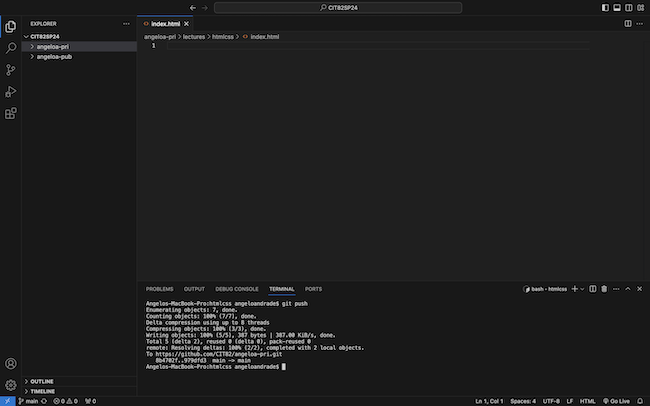 CIT82SP24
EXPLORER
index.html
CIT82SP24
angeloa-pri > lectures > htmlcss > index.html
angeloa-pri
1
angeloa-pub
PROBLEMS OUTPUT DEBUG CONSOLE TERMINAL PORTS
bash - htmlcss
Angelos-MacBook-Pro:htmlcss angeloandrade$ git push
Enumerating objects: 7, done.
Counting objects: 100% (7/7), done.
Delta compression using up to 8 threads
Compressing objects: 100% (3/3), done.
Writing objects: 100% (5/5), 387 bytes | 387.00 KiB/s, done.
Total 5 (delta 2), reused 0 (delta 0), pack-reused 0
remote: Resolving deltas: 100% (2/2), completed with 2 local objects.
To https://github.com/CIT82/angeloa-pri.git
8b4702f..979dfd3 main -> main
Angelos-MacBook-Pro:htmlcss angeloandrade$
OUTLINE
TIMELINE
main 0 0 0 Ln 1, Col 1 Spaces: 4 UTF-8 LF HTML Go Live